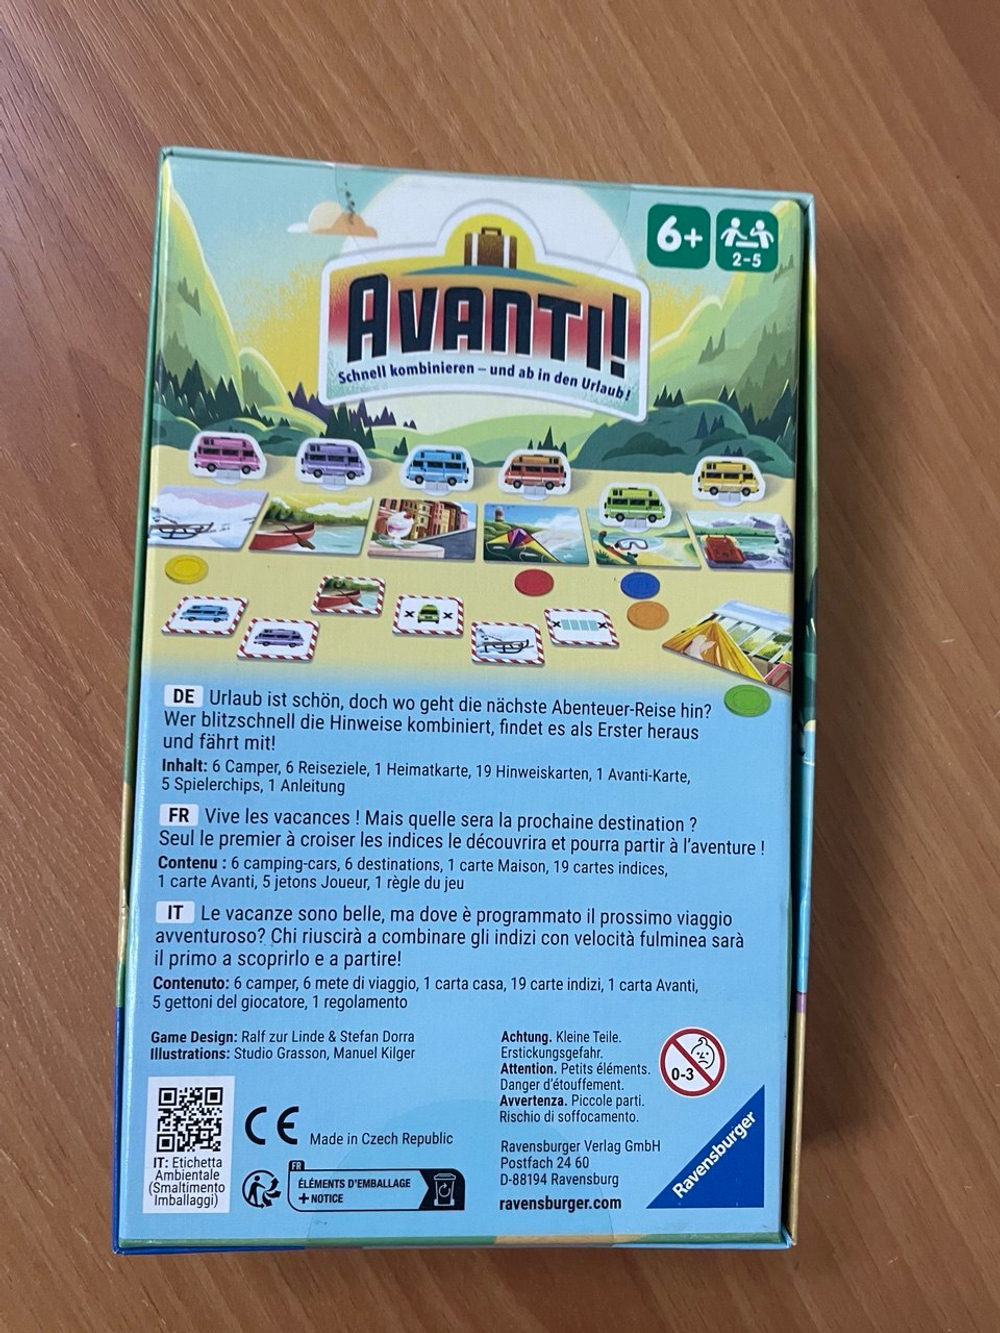 6+
2-5
AVANTI!
Schnell kombinieren – und ab in den Urlaub!
DE Urlaub ist schön, doch wo geht die nächste Abenteuer-Reise hin?
Wer blitzschnell die Hinweise kombiniert, findet es als Erster heraus
und fährt mit!
Inhalt: 6 Camper, 6 Reiseziele, 1 Heimatkarte, 19 Hinweiskarten, 1 Avanti-Karte,
5 Spielerchips, 1 Anleitung
FR Vive les vacances ! Mais quelle sera la prochaine destination ?
Seul le premier à croiser les indices le découvrira et pourra partir à l'aventure !
Contenu : 6 camping-cars, 6 destinations, 1 carte Maison, 19 cartes indices,
1 carte Avanti, 5 jetons Joueur, 1 règle du jeu
IT Le vacanze sono belle, ma dove è programmato il prossimo viaggio
avventuroso? Chi riuscirà a combinare gli indizi con velocità fulminea sarà
il primo a scoprirlo e a partire!
Contenuto: 6 camper, 6 mete di viaggio, 1 carta casa, 19 carte indizi, 1 carta Avanti,
5 gettoni del giocatore, 1 regolamento
Game Design: Ralf zur Linde & Stefan Dorra
Illustrations: Studio Grasson, Manuel Kilger
IT: Etichetta
Ambientale
(Smaltimento
Imballaggi)
CE
Made in Czech Republic
FR
ÉLÉMENTS D'EMBALLAGE
+ NOTICE
Achtung. Kleine Teile.
Erstickungsgefahr.
Attention. Petits éléments.
Danger d'étouffement.
Avvertenza. Piccole parti.
Rischio di soffocamento.
0-3
Ravensburger Verlag GmbH
Postfach 24 60
D-88194 Ravensburg
ravensburger.com
Ravensburger